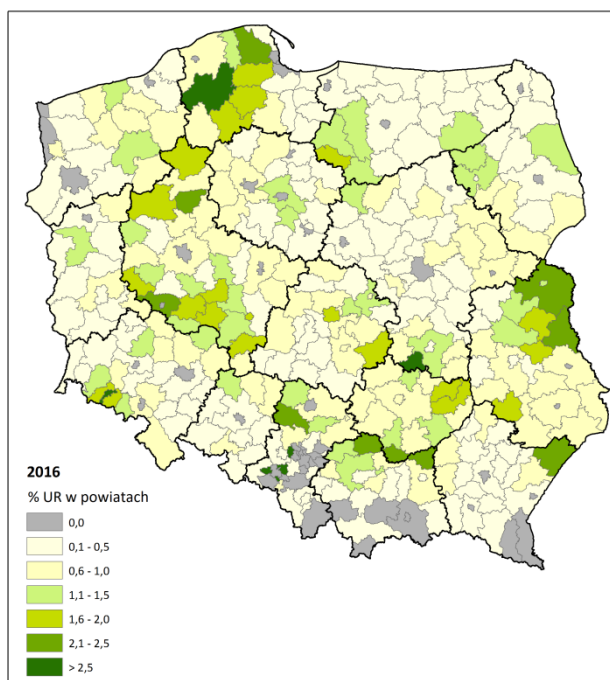 2016
% UR w powiatach
0,0
0,1 - 0,5
0,6 - 1,0
1,1 - 1,5
1,6 - 2,0
2,1 - 2,5
> 2,5